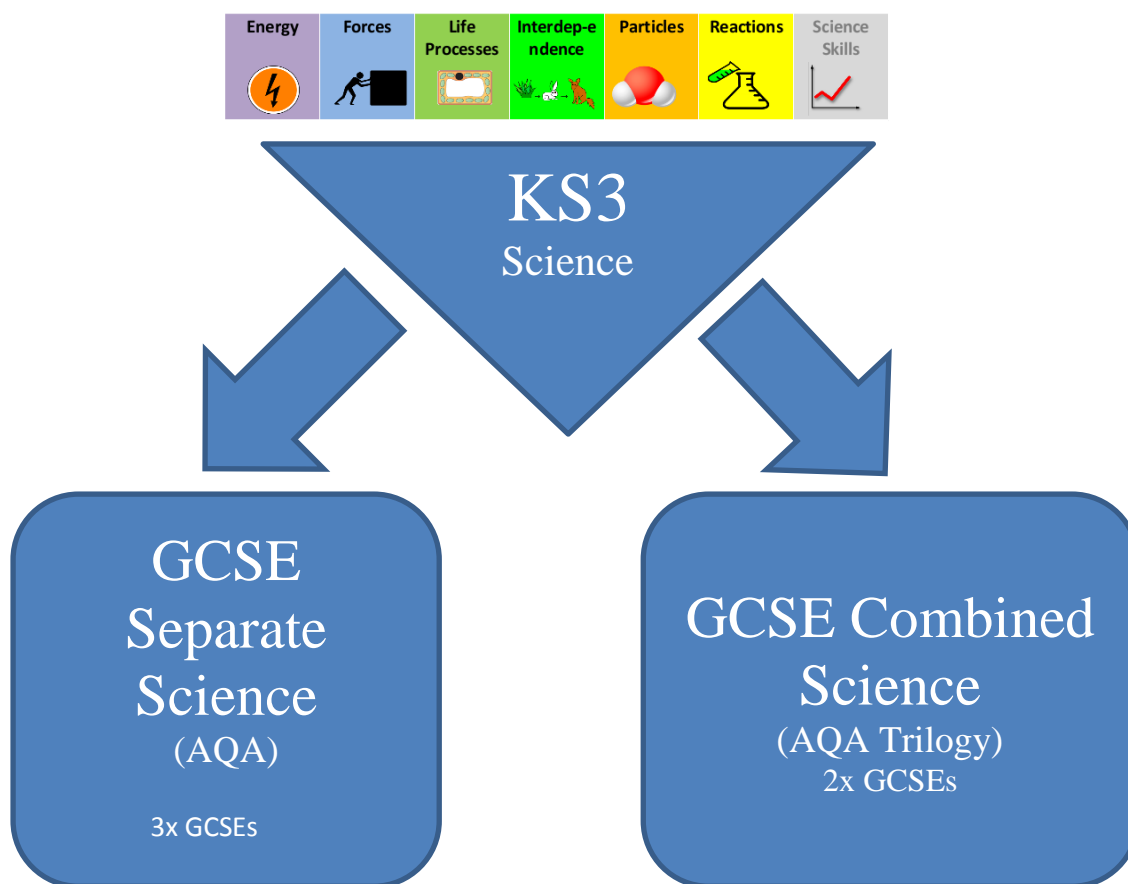 Energy
Forces
Life
Processes
Interdep-e
ndence
Particles
Reactions
Science
Skills
KS3
Science
GCSE
Separate
Science
(AQA)
3x GCSEs
GCSE Combined
Science
(AQA Trilogy)
2x GCSEs